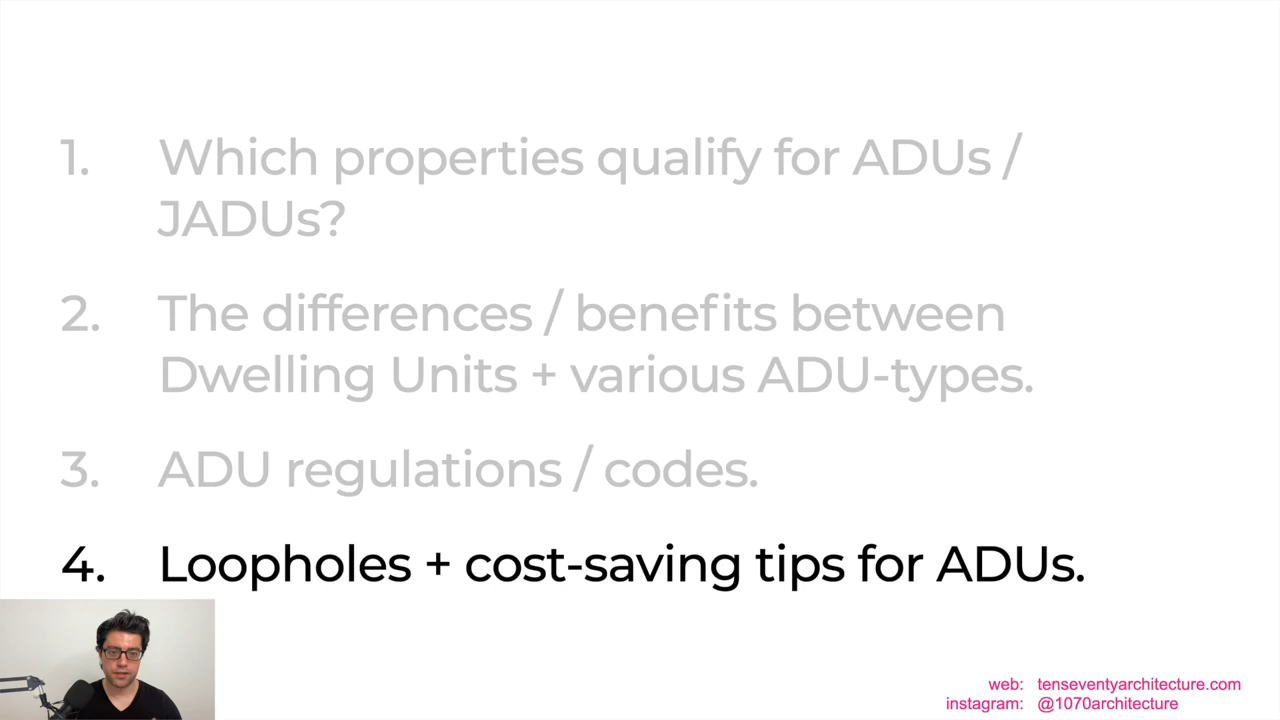 1. Which properties qualify for ADUs /
JADUs?
2. The differences / benefits between
Dwelling Units + various ADU-types.
3. ADU regulations / codes.
4. Loopholes + cost-saving tips for ADUs.
web: tenseventyarchitecture.com
instagram: @1070architecture